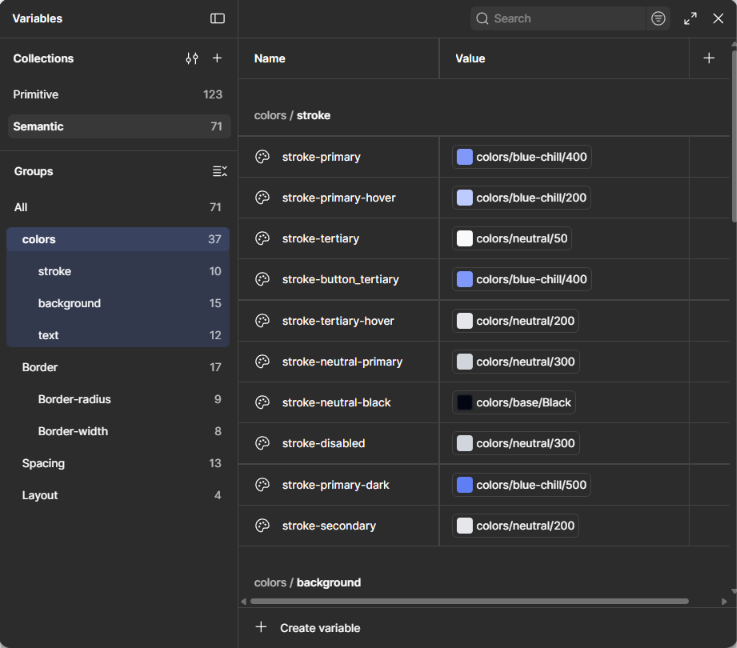 Variables
Search
Collections
Primitive 123
Semantic 71
Groups
All 71
colors 37
stroke 10
background 15
text 12
Border 17
Border-radius 9
Border-width 8
Spacing 13
Layout 4
Name Value
colors / stroke
stroke-primary colors/blue-chill/400
stroke-primary-hover colors/blue-chill/200
stroke-tertiary colors/neutral/50
stroke-button_tertiary colors/blue-chill/400
stroke-tertiary-hover colors/neutral/200
stroke-neutral-primary colors/neutral/300
stroke-neutral-black colors/base/Black
stroke-disabled colors/neutral/300
stroke-primary-dark colors/blue-chill/500
stroke-secondary colors/neutral/200
colors / background
Create variable